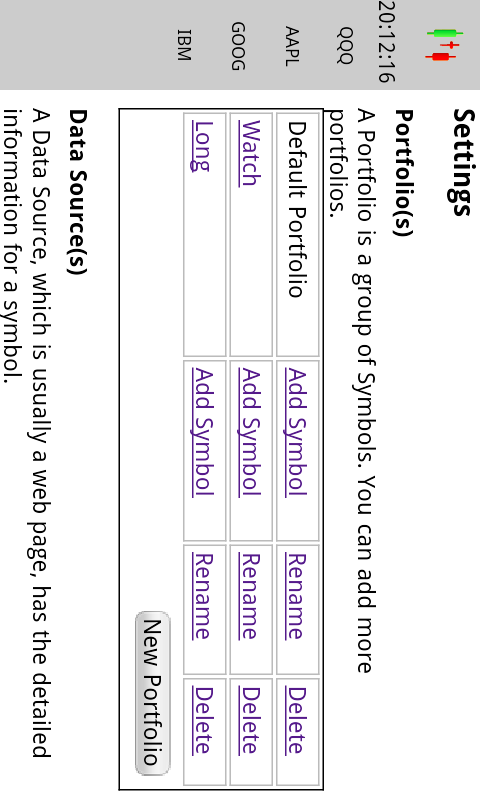 20:12:16
QQQ
AAPL
GOOG
IBM
Settings
Portfolio(s)
A Portfolio is a group of Symbols. You can add more
portfolios.
Default Portfolio Add Symbol Rename Delete
Watch Add Symbol Rename Delete
Long Add Symbol Rename Delete
New Portfolio
Data Source(s)
A Data Source, which is usually a web page, has the detailed
information for a symbol.